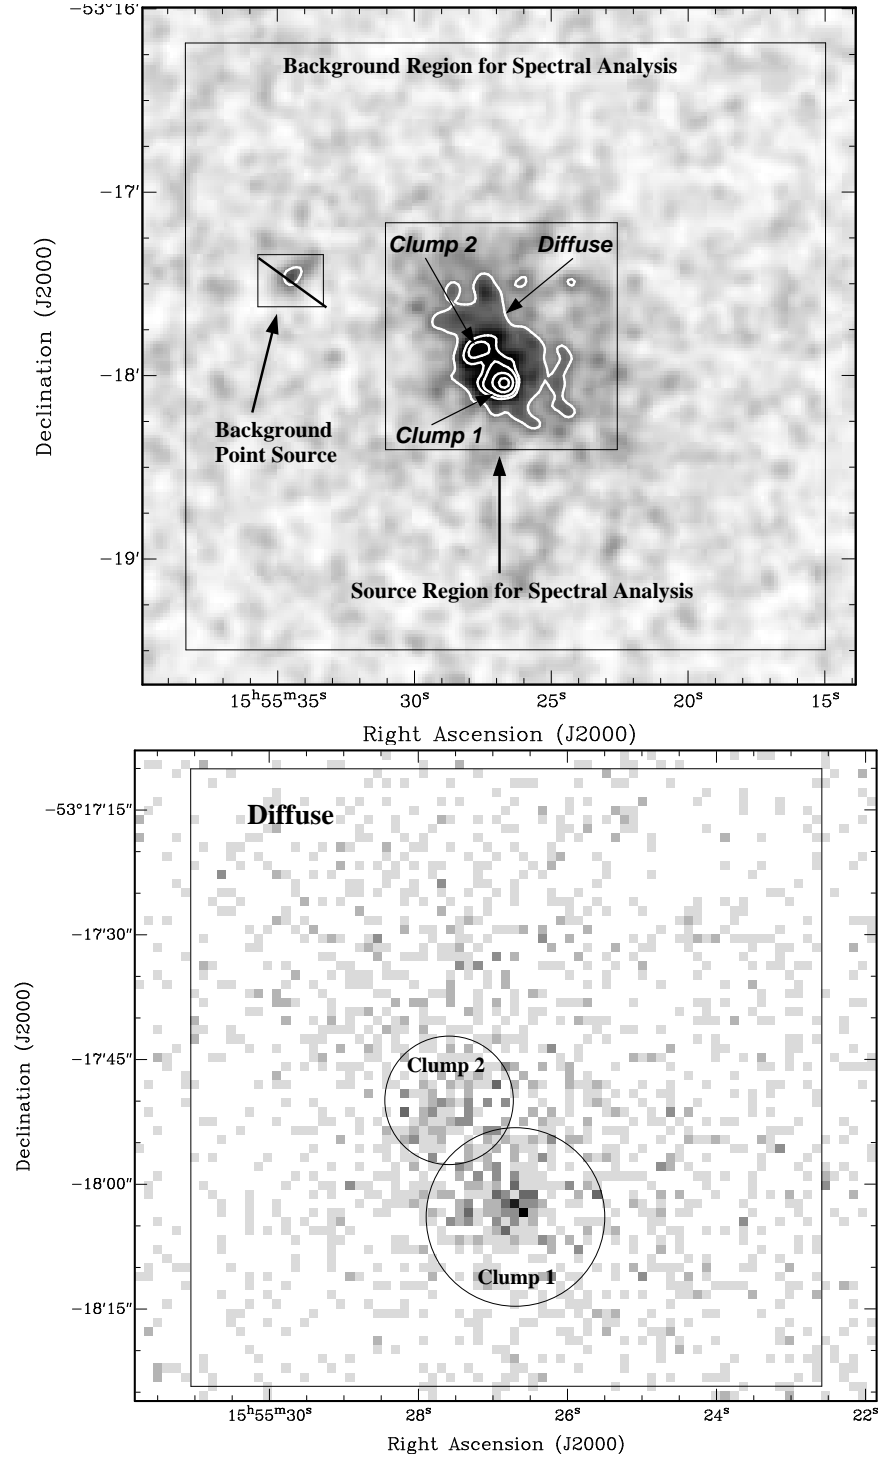 −53°16′
Background Region for Spectral Analysis
−17′
Clump 2
Diffuse
−18′
Clump 1
Background
Point Source
−19′
Source Region for Spectral Analysis
Declination (J2000)
15ʰ55ᵐ35ˢ
30ˢ
25ˢ
20ˢ
15ˢ
Right Ascension (J2000)
−53°17′15″
Diffuse
−17′30″
−17′45″
Clump 2
−18′00″
Clump 1
−18′15″
Declination (J2000)
15ʰ55ᵐ30ˢ
28ˢ
26ˢ
24ˢ
22ˢ
Right Ascension (J2000)